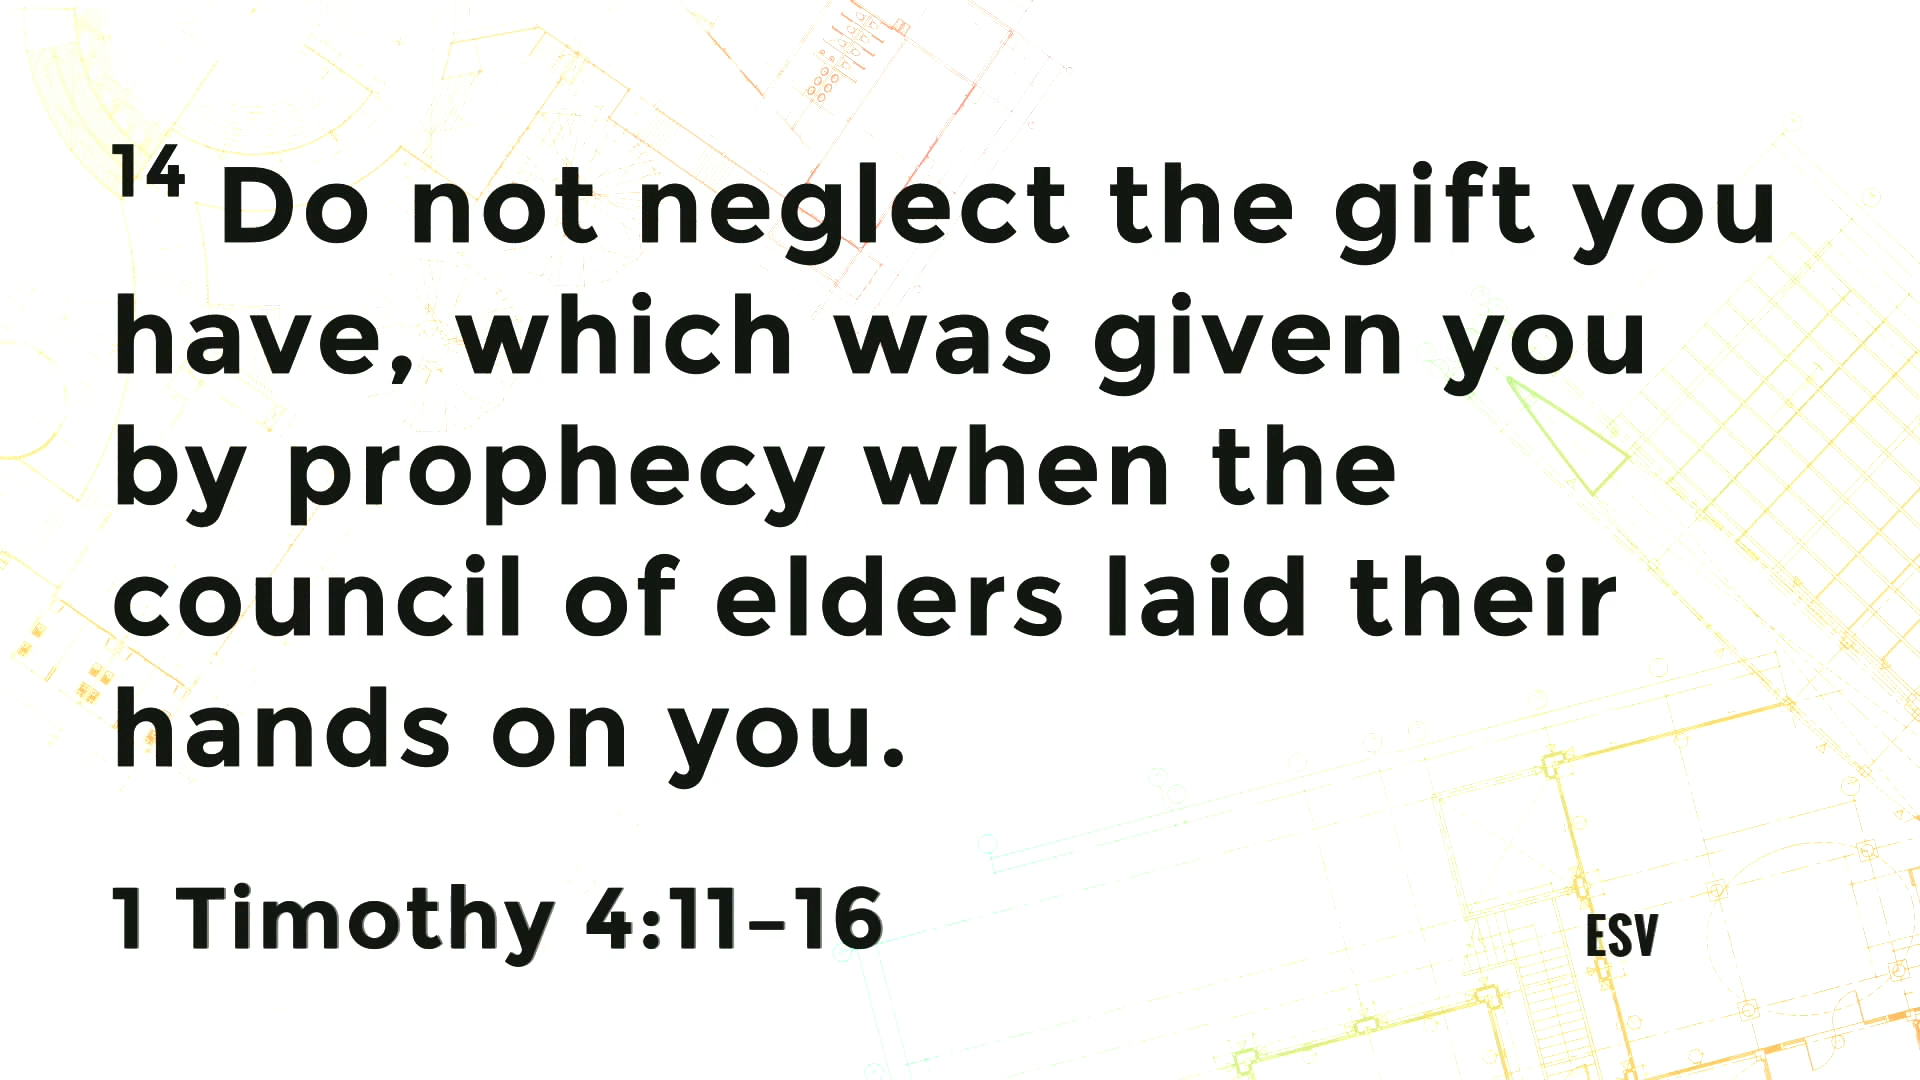 14 Do not neglect the gift you
have, which was given you
by prophecy when the
council of elders laid their
hands on you.
1 Timothy 4:11–16
ESV